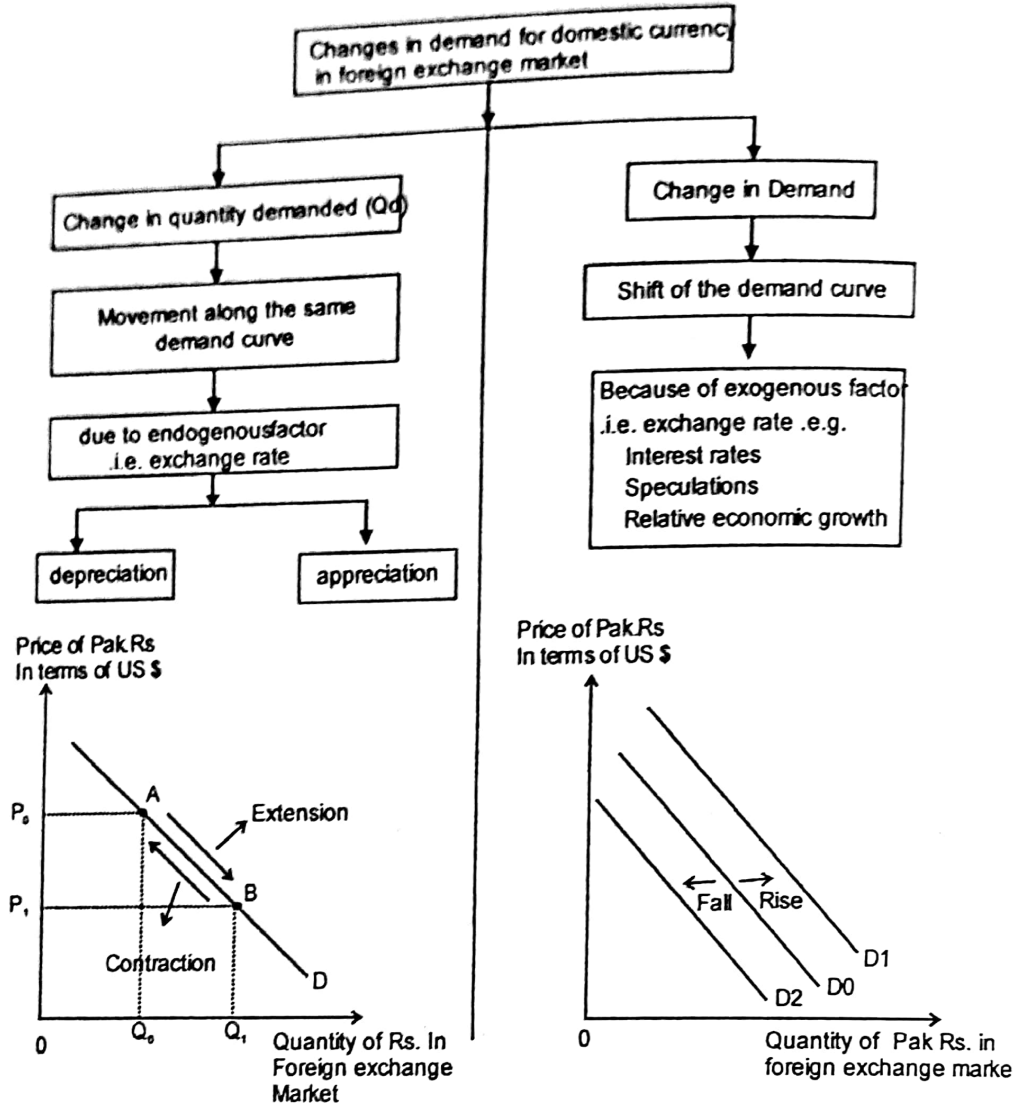 Changes in demand for domestic currency
in foreign exchange market
Change in quantity demanded (Qd)
Movement along the same
demand curve
due to endogenousfactor
.i.e. exchange rate
depreciation
appreciation
Price of Pak.Rs
In terms of US $
P₀
A
Extension
P₁
B
Contraction
D
0
Q₀
Q₁
Quantity of Rs. In
Foreign exchange
Market
Change in Demand
Shift of the demand curve
Because of exogenous factor
.i.e. exchange rate .e.g.
Interest rates
Speculations
Relative economic growth
Price of Pak.Rs
In terms of US $
Fall
Rise
D1
D0
D2
0
Quantity of Pak Rs. in
foreign exchange marke